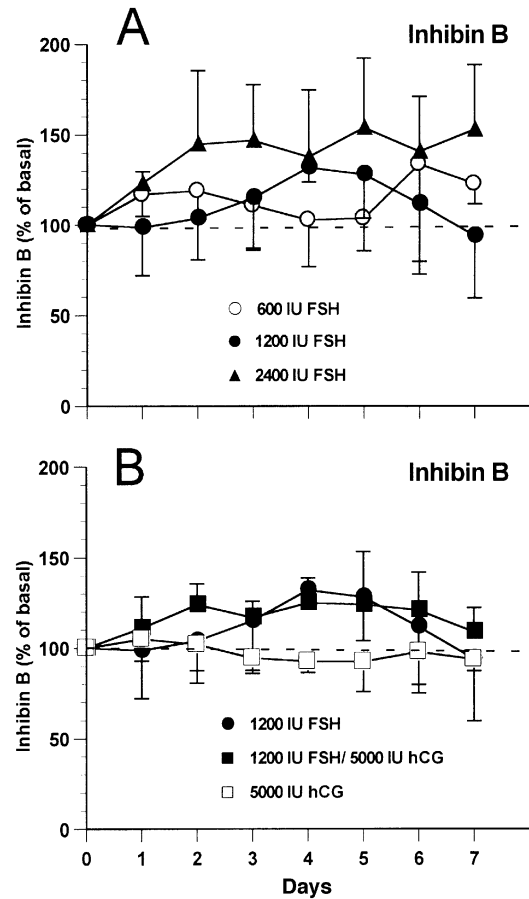 A
Inhibin B
200
150
100
50
0
Inhibin B (% of basal)
600 IU FSH
1200 IU FSH
2400 IU FSH
B
Inhibin B
200
150
100
50
0
Inhibin B (% of basal)
1200 IU FSH
1200 IU FSH/ 5000 IU hCG
5000 IU hCG
0 1 2 3 4 5 6 7
Days